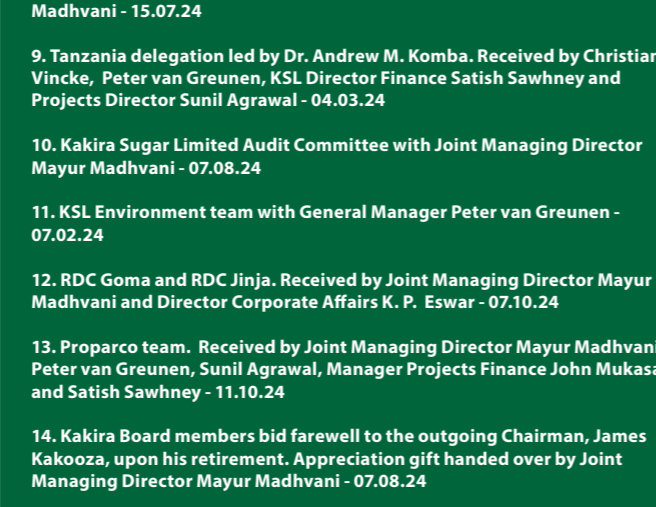 Madhvani - 15.07.24
9. Tanzania delegation led by Dr. Andrew M. Komba. Received by Christian
Vincke, Peter van Greunen, KSL Director Finance Satish Sawhney and
Projects Director Sunil Agrawal - 04.03.24
10. Kakira Sugar Limited Audit Committee with Joint Managing Director
Mayur Madhvani - 07.08.24
11. KSL Environment team with General Manager Peter van Greunen -
07.02.24
12. RDC Goma and RDC Jinja. Received by Joint Managing Director Mayur
Madhvani and Director Corporate Affairs K. P. Eswar - 07.10.24
13. Proparco team. Received by Joint Managing Director Mayur Madhvani
Peter van Greunen, Sunil Agrawal, Manager Projects Finance John Mukasa
and Satish Sawhney - 11.10.24
14. Kakira Board members bid farewell to the outgoing Chairman, James
Kakooza, upon his retirement. Appreciation gift handed over by Joint
Managing Director Mayur Madhvani - 07.08.24